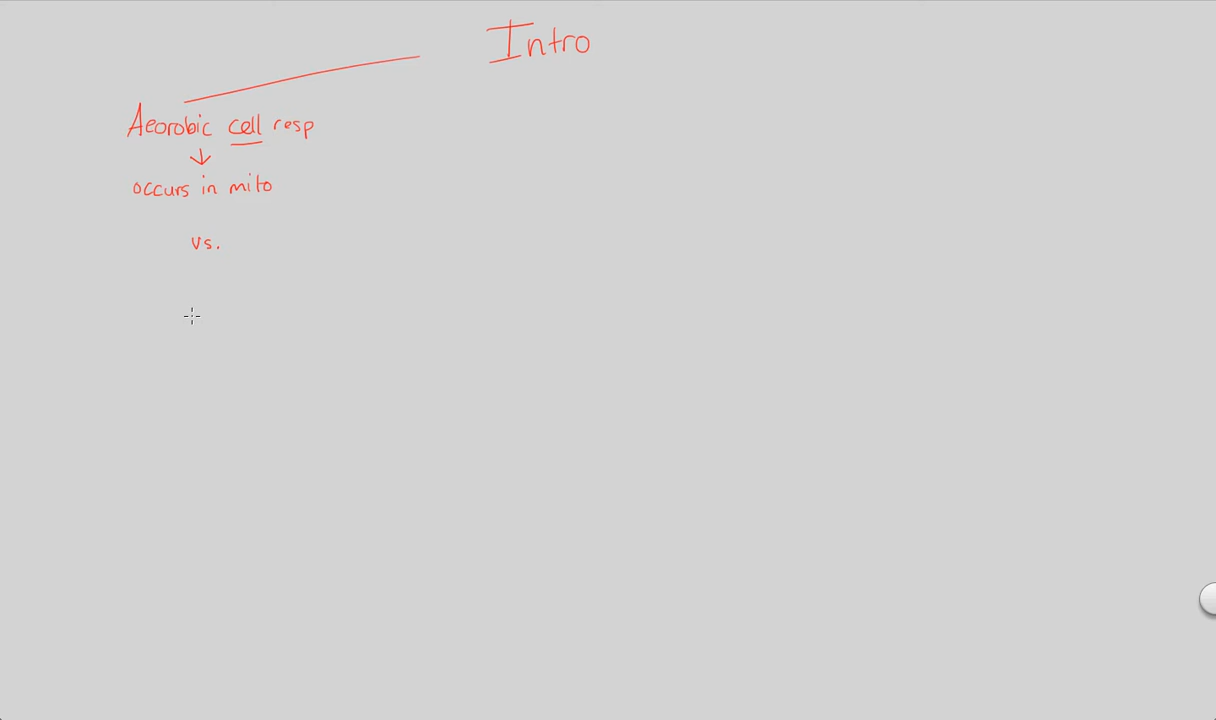 Intro
Aeorobic cell resp
↓
occurs in mito
vs.